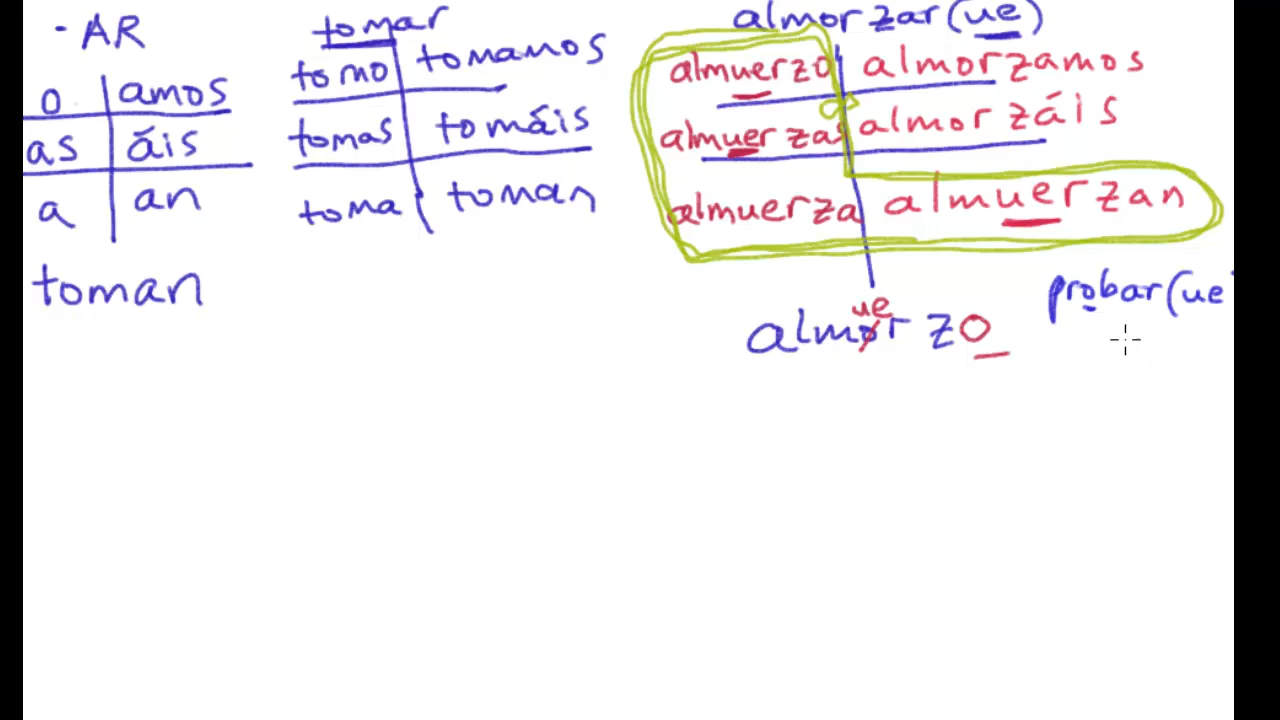 -AR
o amos
as áis
a an
toman
tomar
tomo tomamos
tomas tomáis
toma toman
almorzar(ue)
almuerzo almorzamos
almuerzas almorzáis
almuerza almuerzan
ue
almorzo
probar(ue)